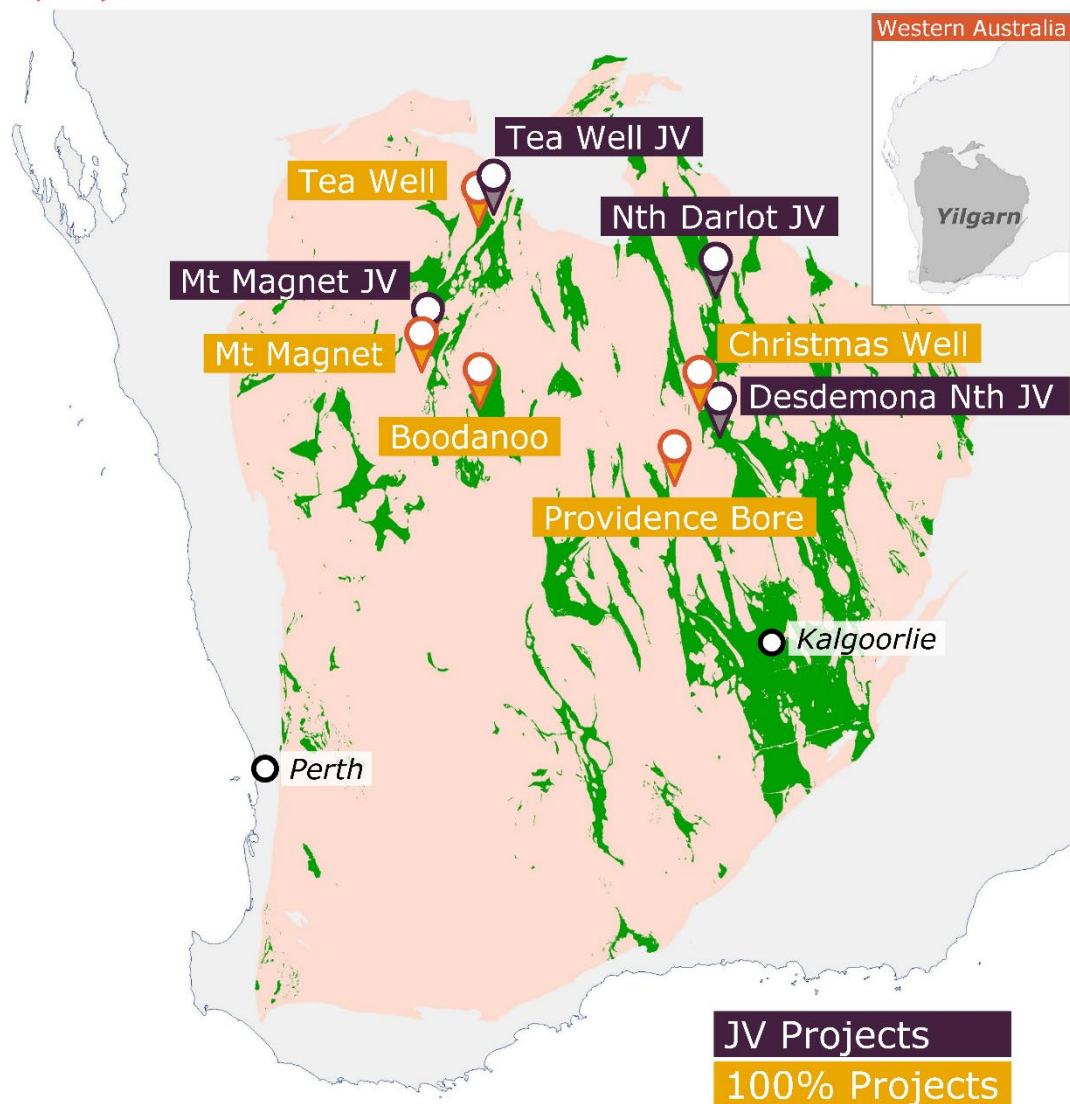 Western Australia
Yilgarn
Tea Well JV
Tea Well
Nth Darlot JV
Mt Magnet JV
Mt Magnet
Christmas Well
Desdemona Nth JV
Boodanoo
Providence Bore
Kalgoorlie
Perth
JV Projects
100% Projects